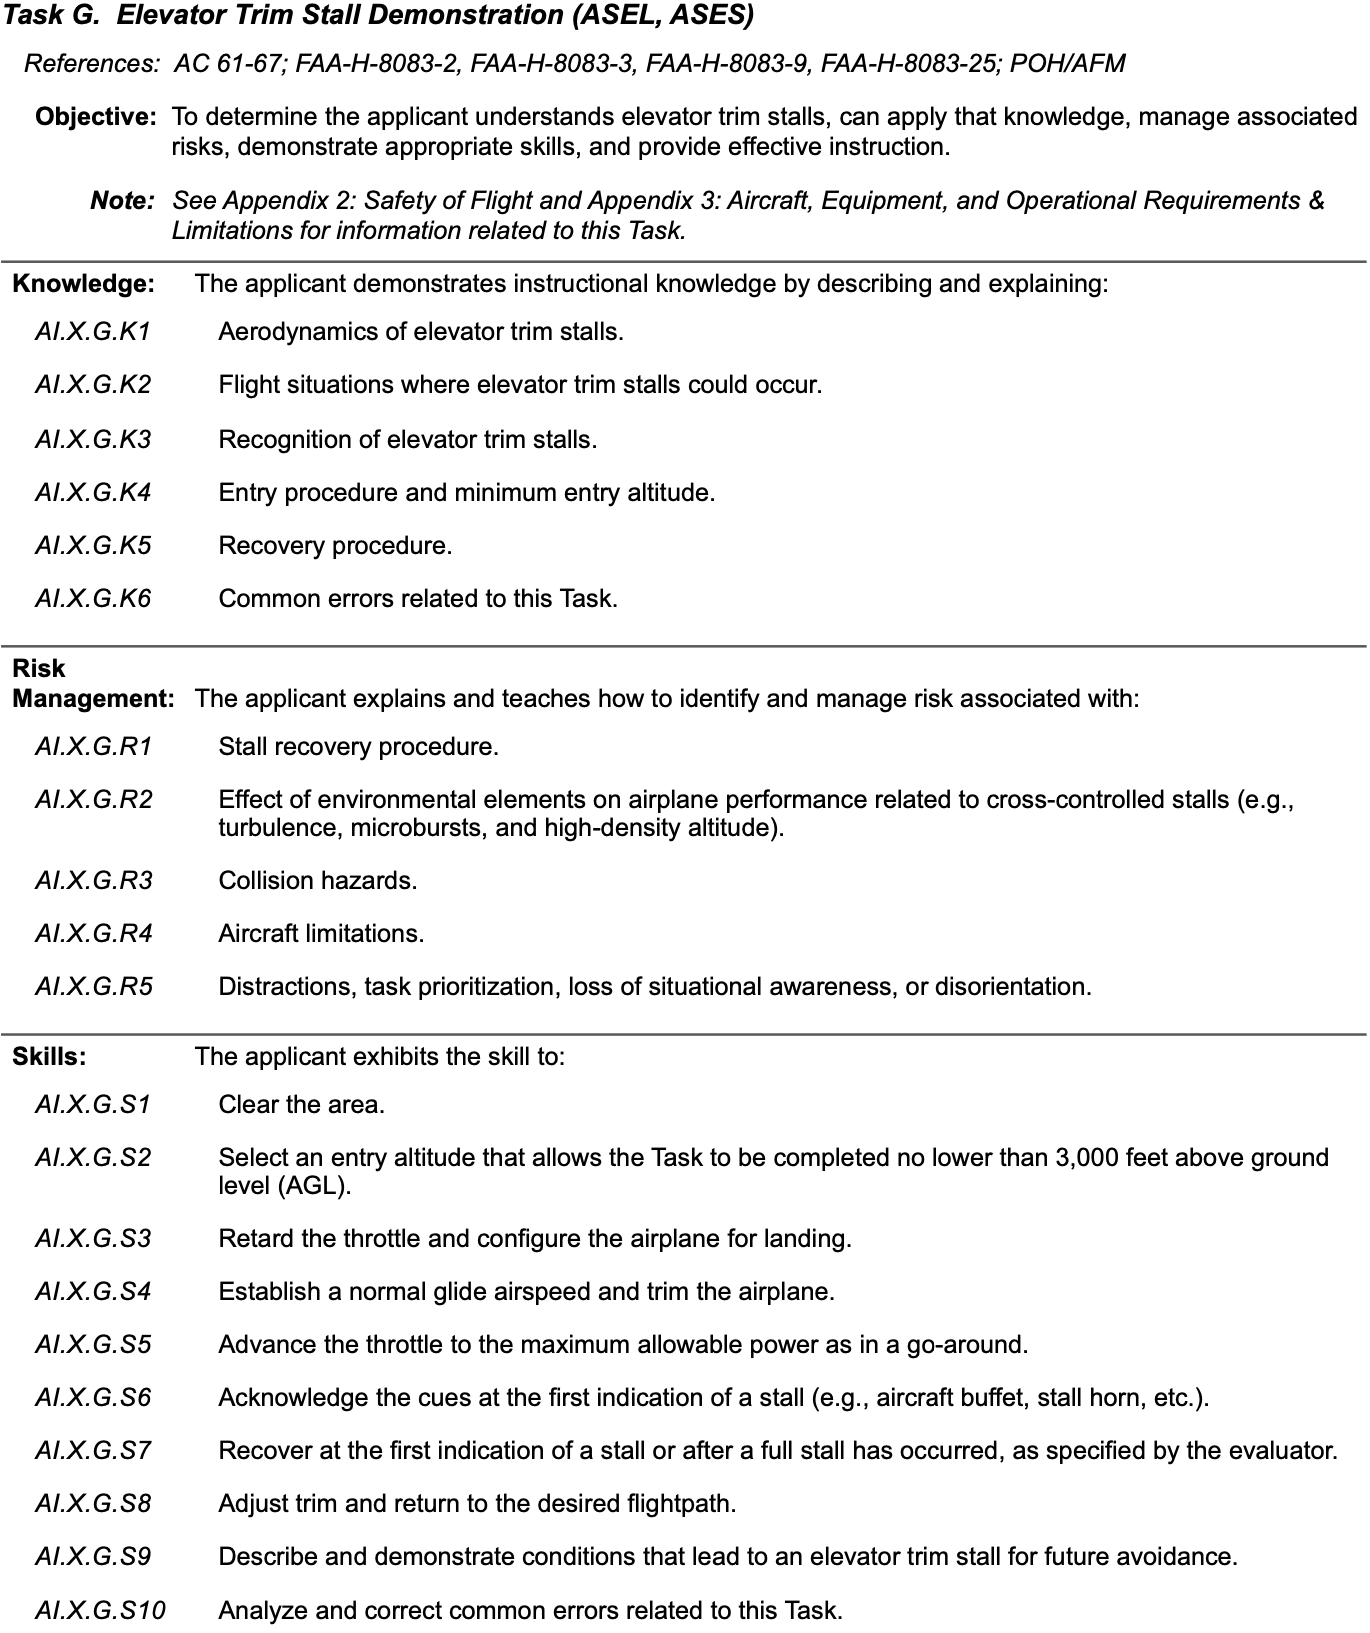 Task G. Elevator Trim Stall Demonstration (ASEL, ASES)
References: AC 61-67; FAA-H-8083-2, FAA-H-8083-3, FAA-H-8083-9, FAA-H-8083-25; POH/AFM
Objective: To determine the applicant understands elevator trim stalls, can apply that knowledge, manage associated
risks, demonstrate appropriate skills, and provide effective instruction.
Note: See Appendix 2: Safety of Flight and Appendix 3: Aircraft, Equipment, and Operational Requirements &
Limitations for information related to this Task.
Knowledge: The applicant demonstrates instructional knowledge by describing and explaining:
AI.X.G.K1 Aerodynamics of elevator trim stalls.
AI.X.G.K2 Flight situations where elevator trim stalls could occur.
AI.X.G.K3 Recognition of elevator trim stalls.
AI.X.G.K4 Entry procedure and minimum entry altitude.
AI.X.G.K5 Recovery procedure.
AI.X.G.K6 Common errors related to this Task.
Risk
Management: The applicant explains and teaches how to identify and manage risk associated with:
AI.X.G.R1 Stall recovery procedure.
AI.X.G.R2 Effect of environmental elements on airplane performance related to cross-controlled stalls (e.g.,
turbulence, microbursts, and high-density altitude).
AI.X.G.R3 Collision hazards.
AI.X.G.R4 Aircraft limitations.
AI.X.G.R5 Distractions, task prioritization, loss of situational awareness, or disorientation.
Skills: The applicant exhibits the skill to:
AI.X.G.S1 Clear the area.
AI.X.G.S2 Select an entry altitude that allows the Task to be completed no lower than 3,000 feet above ground
level (AGL).
AI.X.G.S3 Retard the throttle and configure the airplane for landing.
AI.X.G.S4 Establish a normal glide airspeed and trim the airplane.
AI.X.G.S5 Advance the throttle to the maximum allowable power as in a go-around.
AI.X.G.S6 Acknowledge the cues at the first indication of a stall (e.g., aircraft buffet, stall horn, etc.).
AI.X.G.S7 Recover at the first indication of a stall or after a full stall has occurred, as specified by the evaluator.
AI.X.G.S8 Adjust trim and return to the desired flightpath.
AI.X.G.S9 Describe and demonstrate conditions that lead to an elevator trim stall for future avoidance.
AI.X.G.S10 Analyze and correct common errors related to this Task.